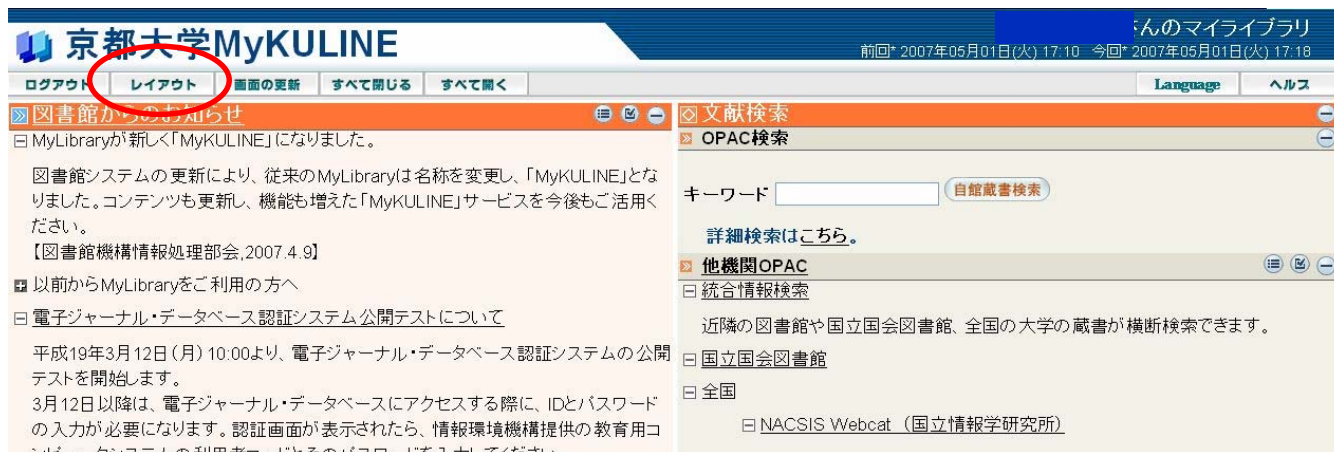 京都大学MyKULINE
さんのマイライブラリ
前回* 2007年05月01日(火) 17:10 今回* 2007年05月01日(火) 17:18
ログアウト レイアウト 画面の更新 すべて閉じる すべて開く Language ヘルプ
図書館からのお知らせ
MyLibraryが新しく「MyKULINE」になりました。
図書館システムの更新により、従来のMyLibraryは名称を変更し、「MyKULINE」とな
りました。コンテンツも更新し、機能も増えた「MyKULINE」サービスを今後もご活用く
ださい。
【図書館機構情報処理部会,2007.4.9】
以前からMyLibraryをご利用の方へ
電子ジャーナル・データベース認証システム公開テストについて
平成19年3月12日(月)10:00より、電子ジャーナル・データベース認証システムの公開
テストを開始します。
3月12日以降は、電子ジャーナル・データベースにアクセスする際に、IDとパスワード
の入力が必要になります。認証画面が表示されたら、情報環境機構提供の教育用コ
文献検索
OPAC検索
キーワード 自館蔵書検索
詳細検索はこちら。
他機関OPAC
統合情報検索
近隣の図書館や国立国会図書館、全国の大学の蔵書が横断検索できます。
国立国会図書館
全国
NACSIS Webcat（国立情報学研究所）